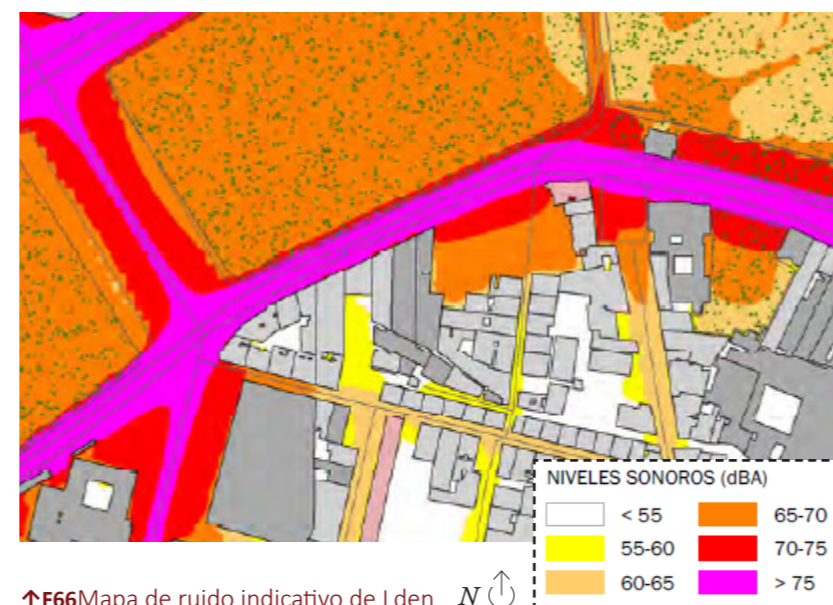 NIVELES SONOROS (dBA)
< 55
65-70
55-60
70-75
60-65
> 75
↑F66Mapa de ruido indicativo de Lden
N